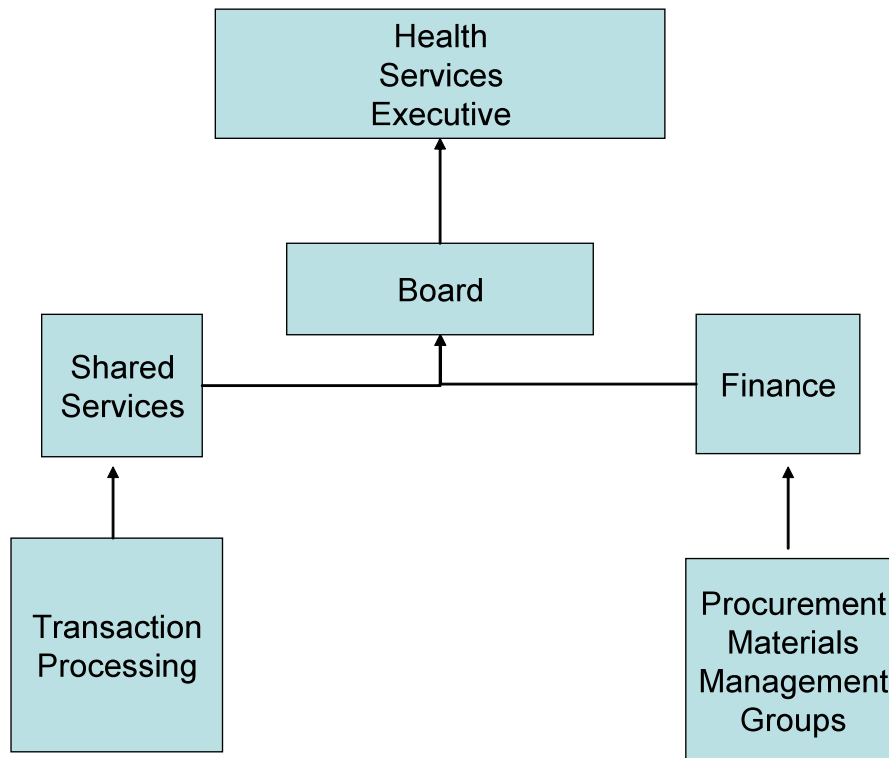 Health
Services
Executive
Board
Shared
Services
Finance
Transaction
Processing
Procurement
Materials
Management
Groups